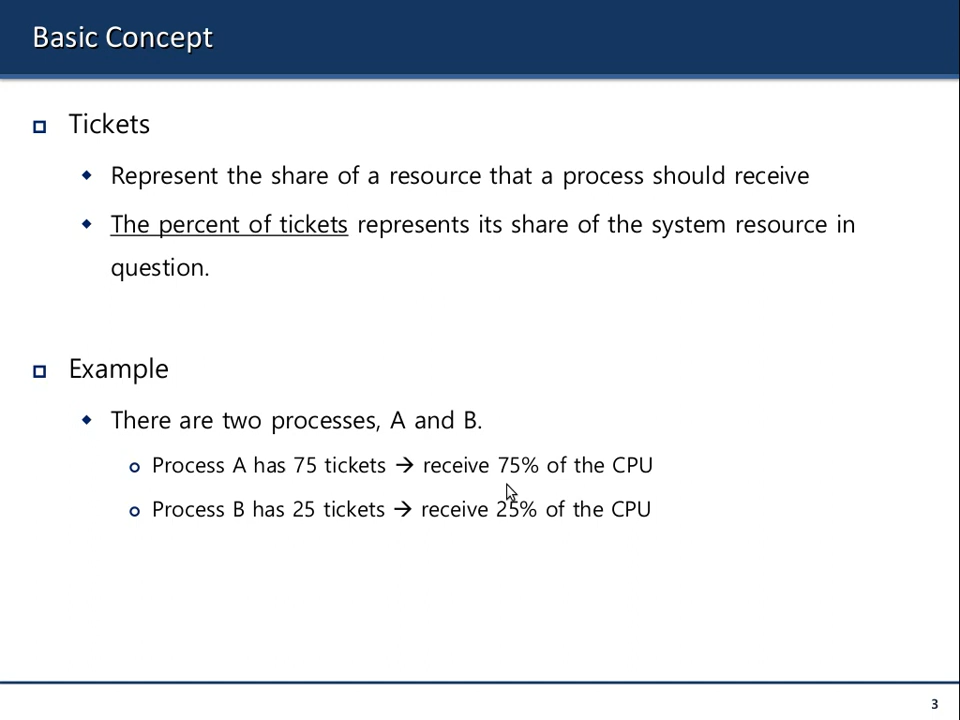 Basic Concept
Tickets
Represent the share of a resource that a process should receive
The percent of tickets represents its share of the system resource in
question.
Example
There are two processes, A and B.
Process A has 75 tickets → receive 75% of the CPU
Process B has 25 tickets → receive 25% of the CPU
3